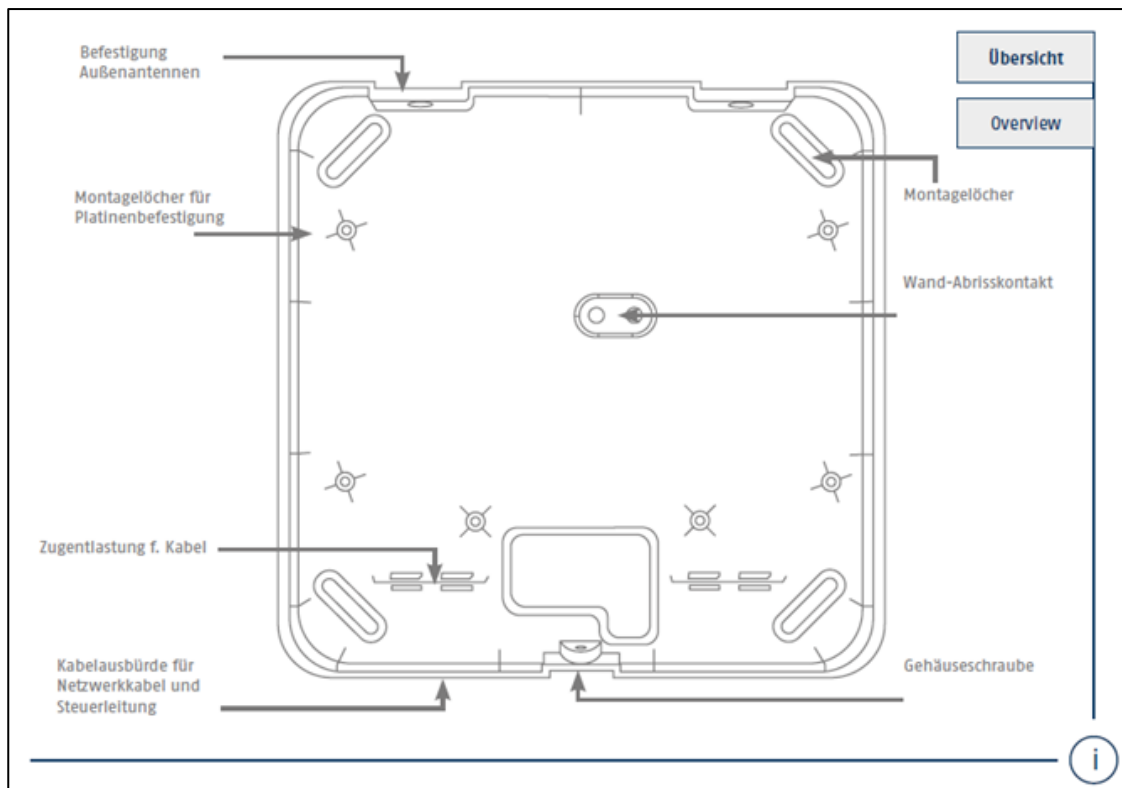 Befestigung
Außenantennen
Übersicht
Overview
Montagelöcher für
Platinenbefestigung
Montagelöcher
Wand-Abrisskontakt
Zugentlastung f. Kabel
Kabelausbürde für
Netzwerkkabel und
Steuerleitung
Gehäuseschraube
i